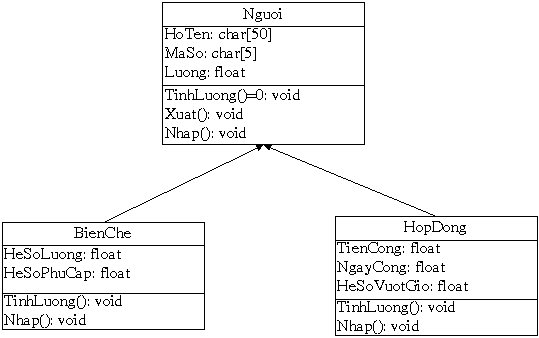 Nguoi
HoTen: char[50]
MaSo: char[5]
Luong: float
TinhLuong()=0: void
Xuat(): void
Nhap(): void
BienChe
HeSoLuong: float
HeSoPhuCap: float
TinhLuong(): void
Nhap(): void
HopDong
TienCong: float
NgayCong: float
HeSoVuotGio: float
TinhLuong(): void
Nhap(): void